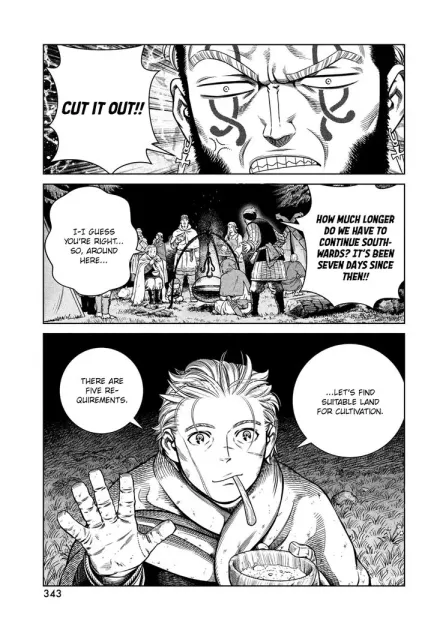 CUT IT OUT!!
HOW MUCH LONGER
DO WE HAVE TO
CONTINUE SOUTH-
WARDS? IT'S BEEN
SEVEN DAYS SINCE
THEN!!
I-I GUESS
YOU'RE RIGHT...
SO, AROUND
HERE...
...LET'S FIND
SUITABLE LAND
FOR CULTIVATION.
THERE ARE
FIVE RE-
QUIREMENTS.
343